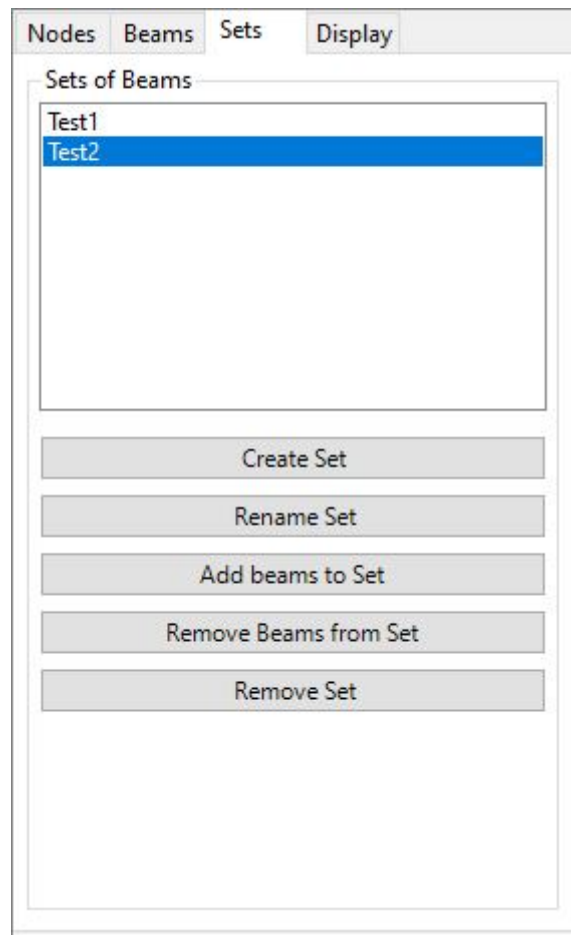 Nodes Beams Sets Display
Sets of Beams
Test1
Test2
Create Set
Rename Set
Add beams to Set
Remove Beams from Set
Remove Set